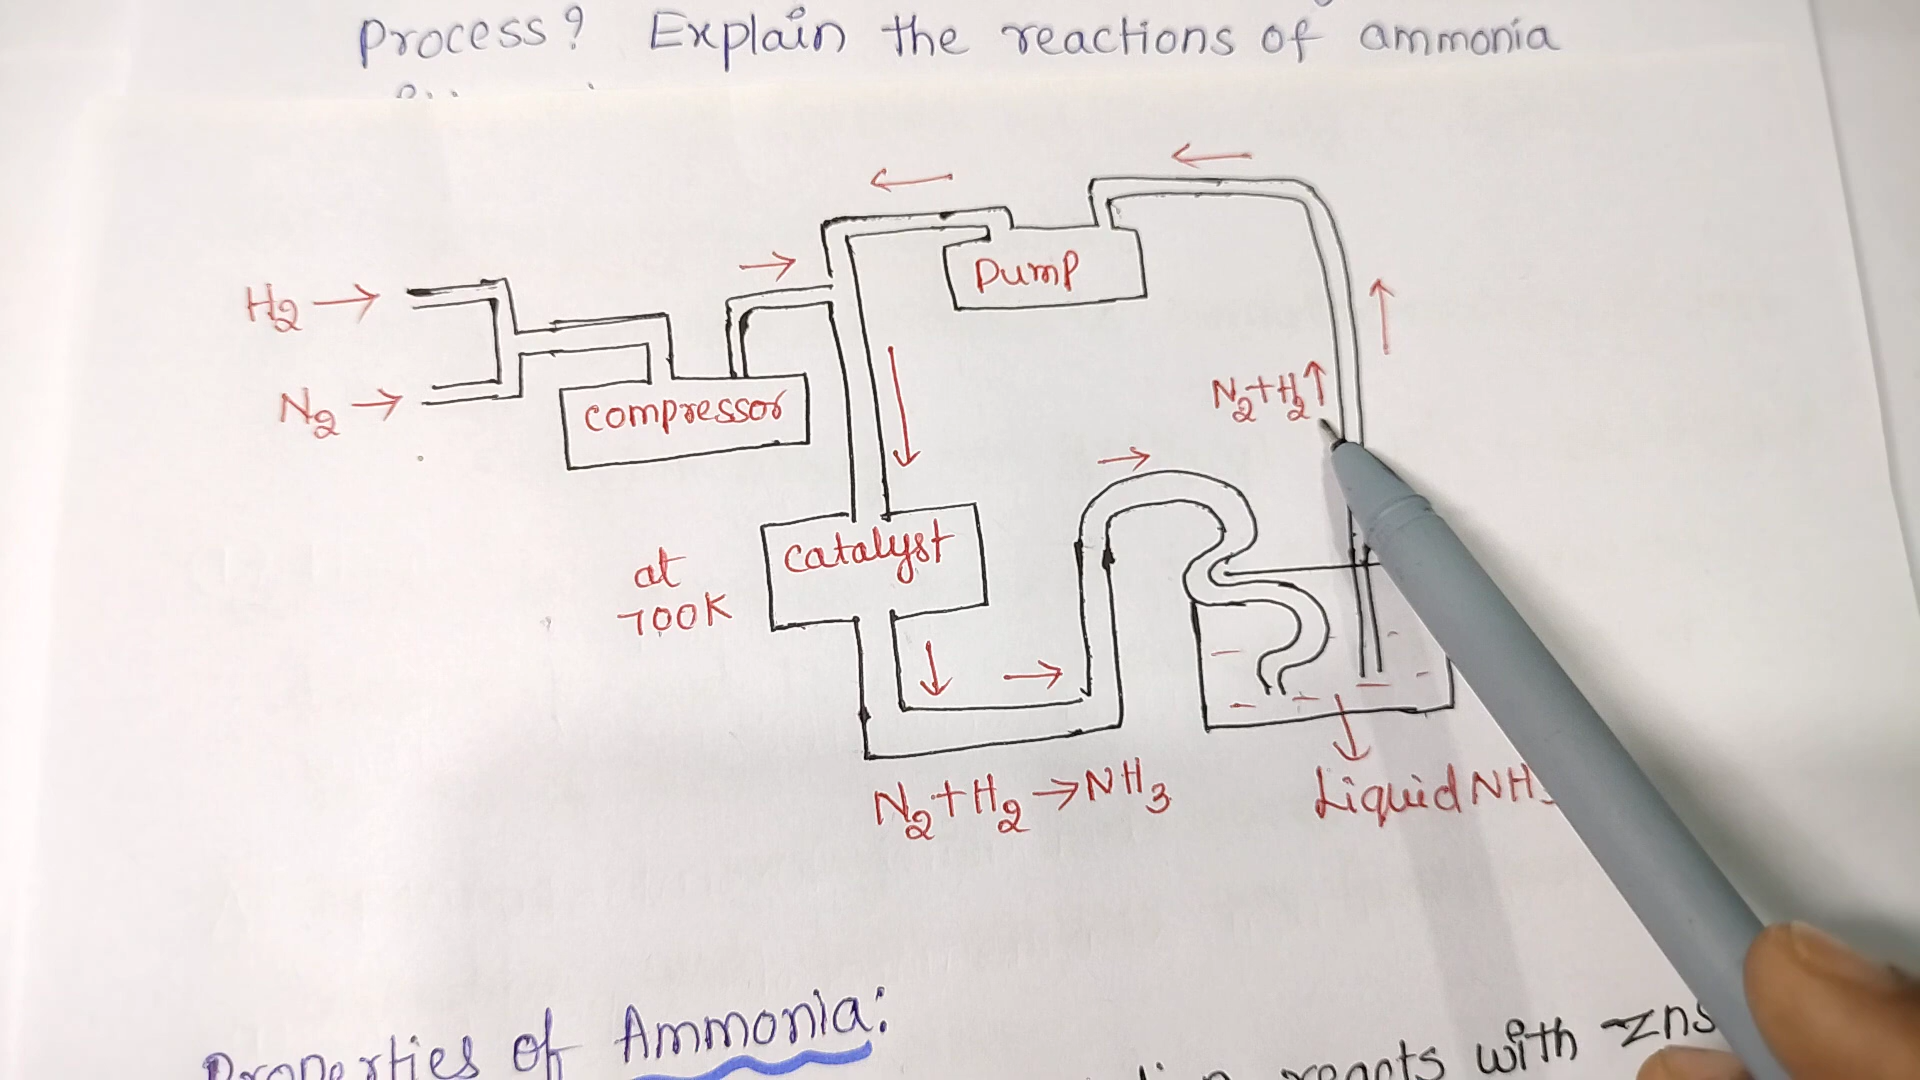 Process? Explain the reactions of ammonia
H2 →
N2 →
compressor
Pump
N2+H2↑
catalyst
at
700K
N2+H2→NH3
Liquid NH3
Properties of Ammonia:
reacts with zns